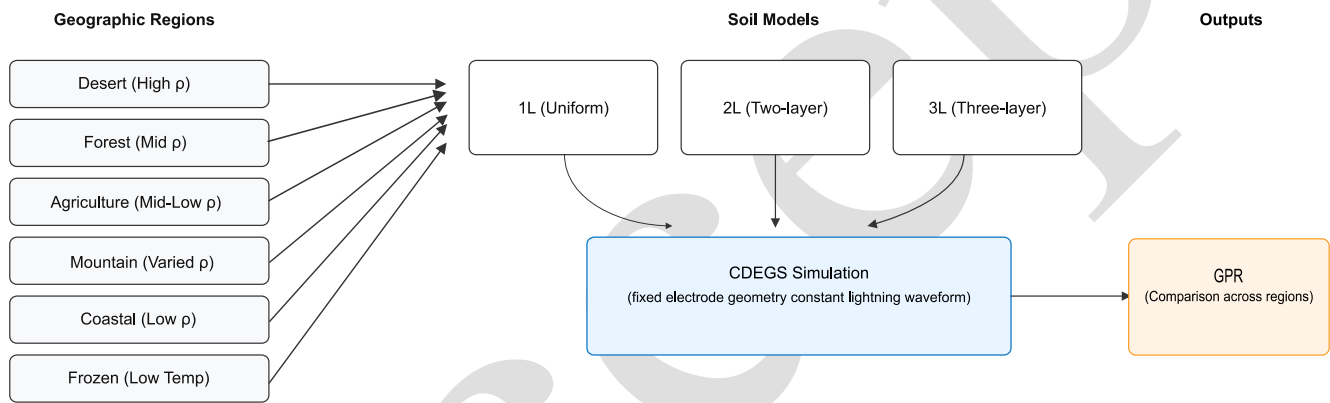 Geographic Regions
Soil Models
Outputs
Desert (High ρ)
Forest (Mid ρ)
Agriculture (Mid-Low ρ)
Mountain (Varied ρ)
Coastal (Low ρ)
Frozen (Low Temp)
1L (Uniform)
2L (Two-layer)
3L (Three-layer)
CDEGS Simulation
(fixed electrode geometry constant lightning waveform)
GPR
(Comparison across regions)